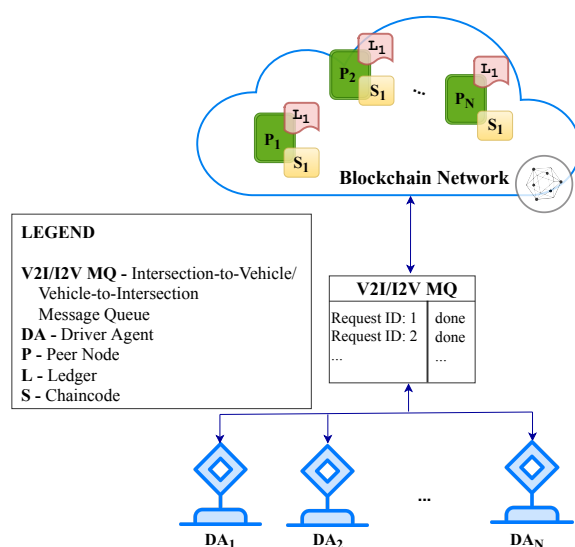 L1
P2
S1
...
L1
PN
S1
L1
P1
S1
Blockchain Network
LEGEND
V2I/I2V MQ - Intersection-to-Vehicle/
Vehicle-to-Intersection
Message Queue
DA - Driver Agent
P - Peer Node
L - Ledger
S - Chaincode
V2I/I2V MQ
Request ID: 1 done
Request ID: 2 done
... ...
...
DA1 DA2 DAN